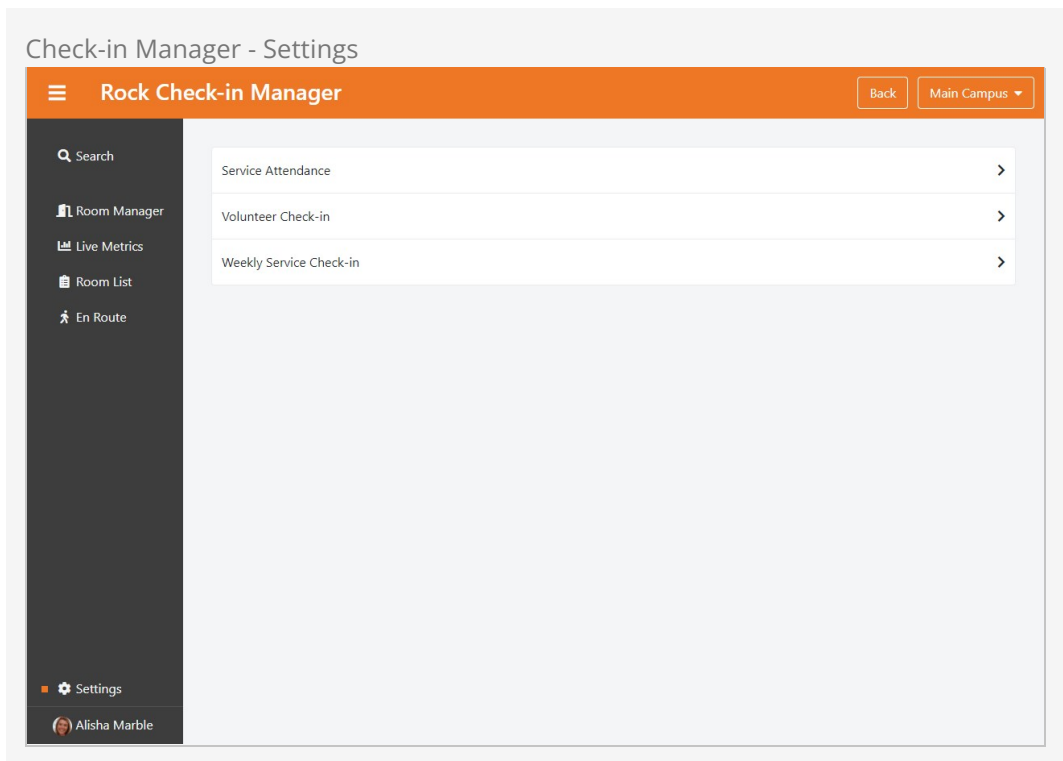 Check-in Manager - Settings
Rock Check-in Manager
Back
Main Campus
Search
Room Manager
Live Metrics
Room List
En Route
Service Attendance
Volunteer Check-in
Weekly Service Check-in
Settings
Alisha Marble